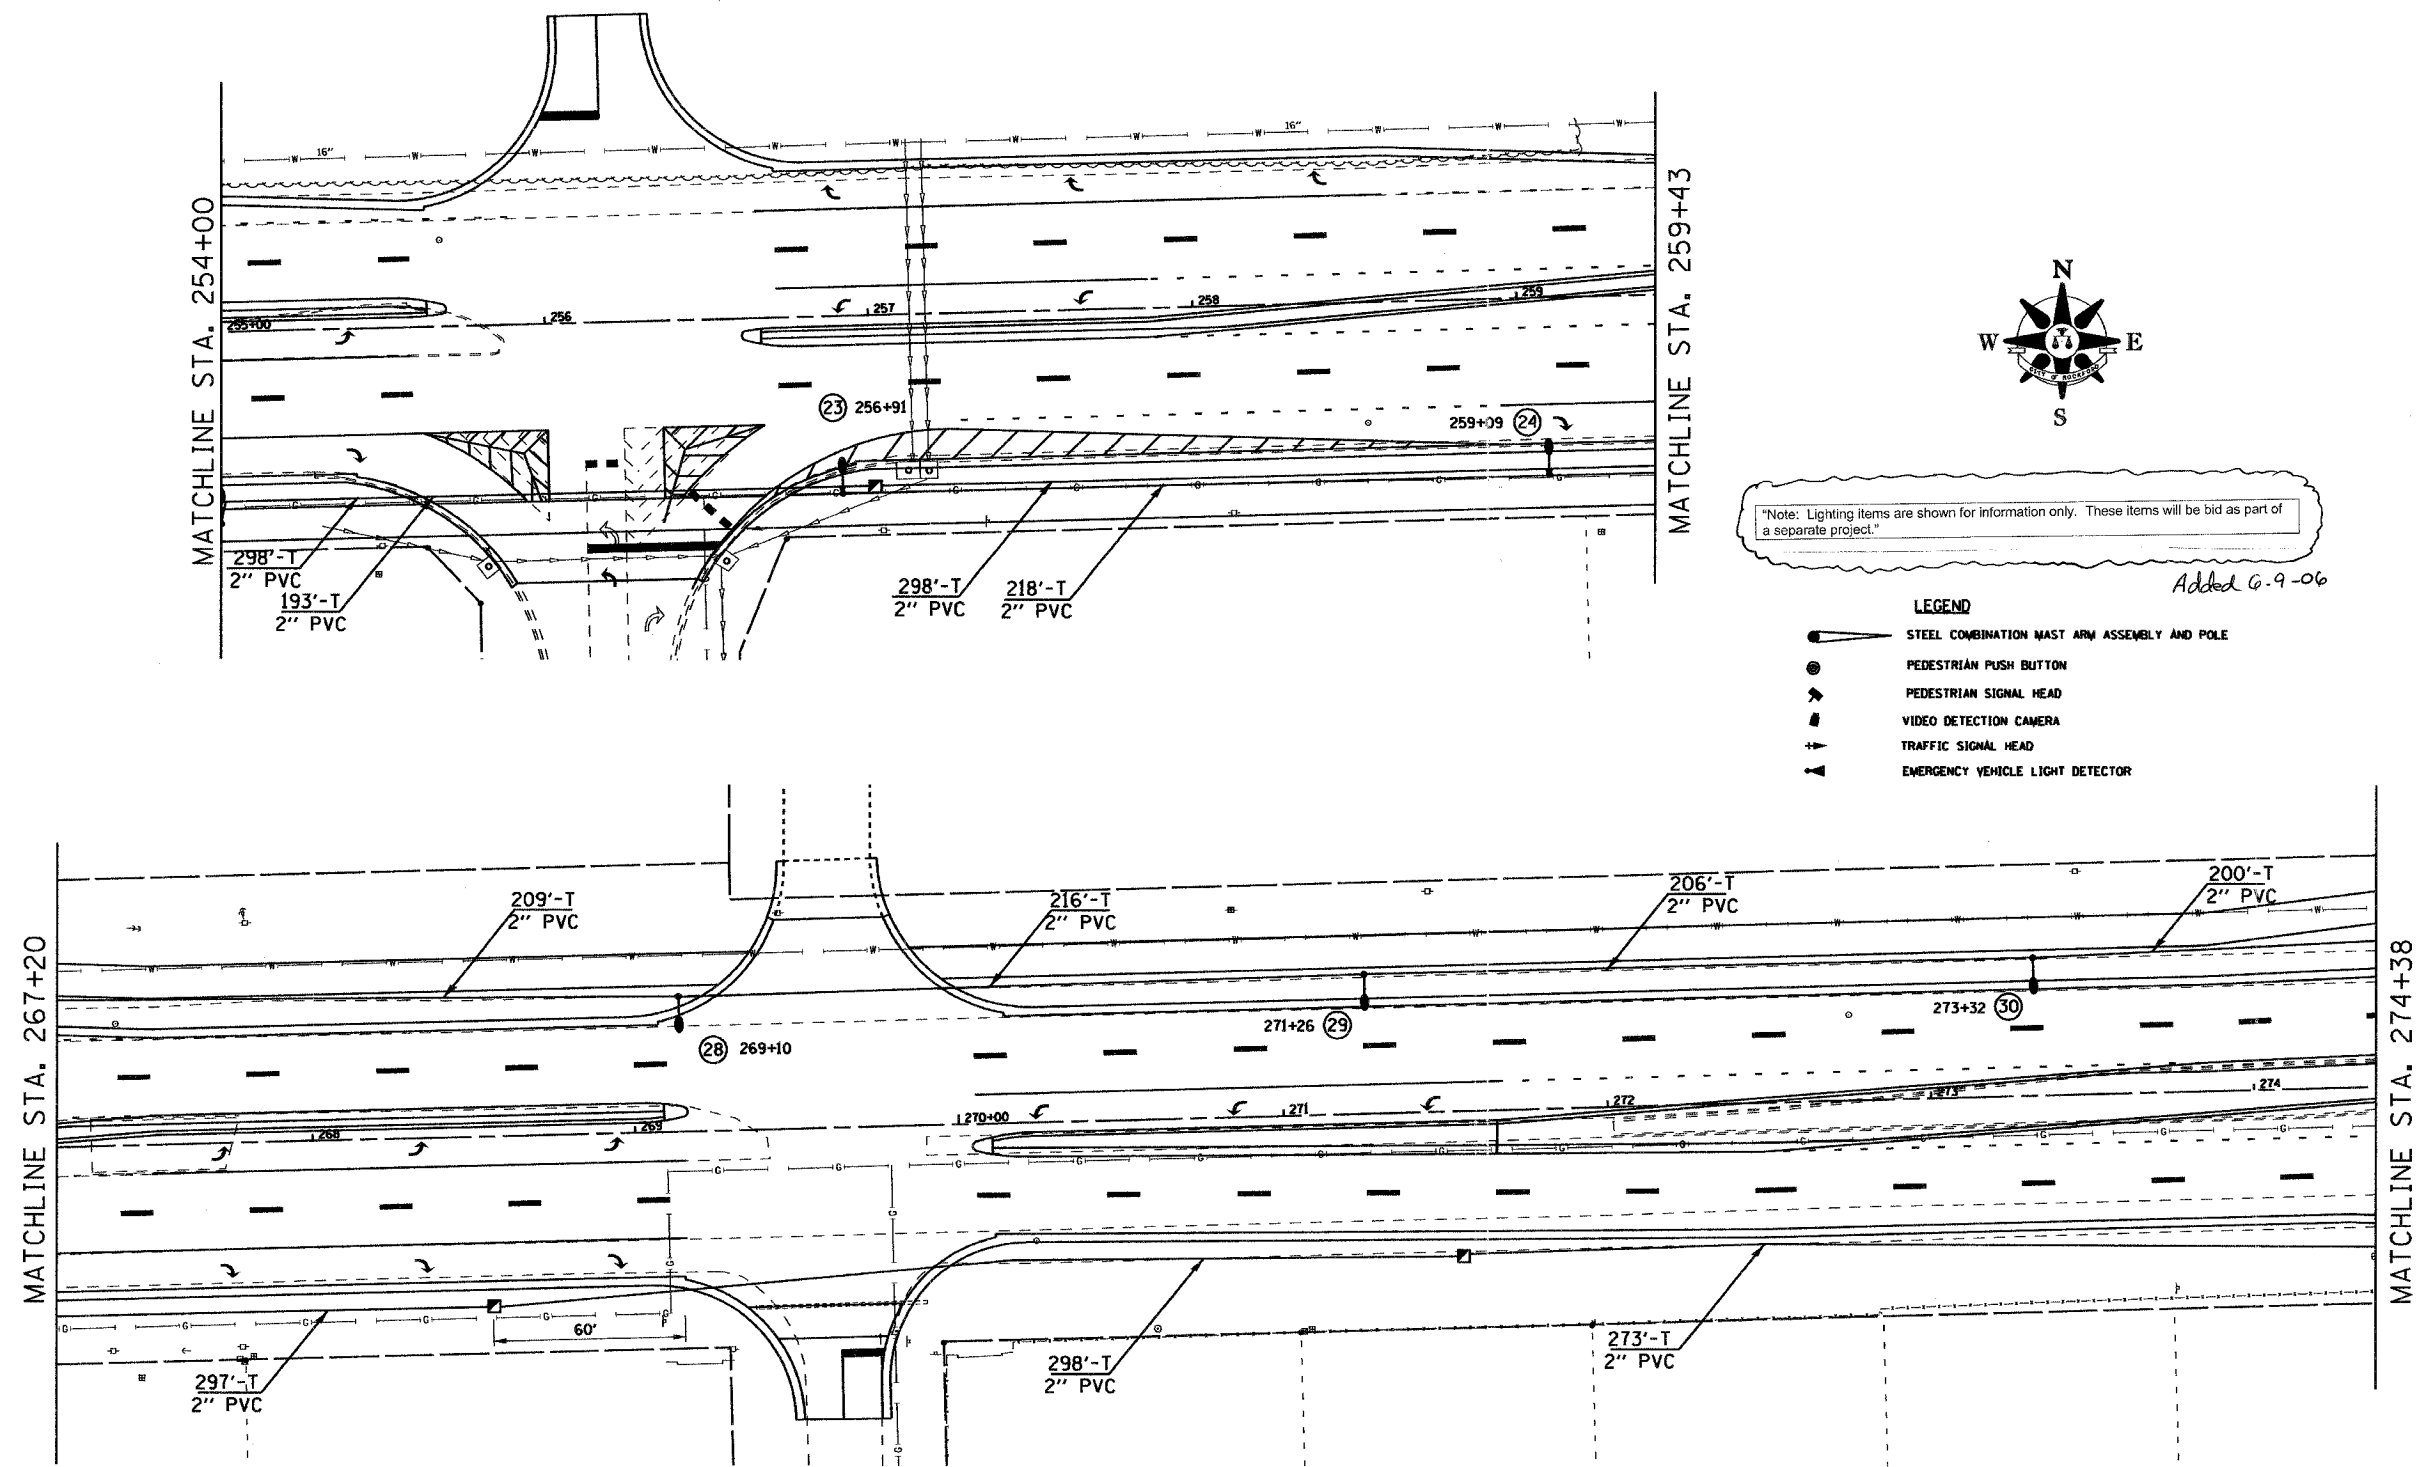 16"
16"
W W W W W W W W W W W W
MATCHLINE STA. 254+00
MATCHLINE STA. 259+43
255+00
256
257
258
259
23 256+91
259+09 24
G G G G G G G G
298'-T
2" PVC
193'-T
2" PVC
298'-T
2" PVC
218'-T
2" PVC
N
W E
S
CITY OF ROCKFORD
"Note: Lighting items are shown for information only. These items will be bid as part of
a separate project."
Added 6-9-06
LEGEND
STEEL COMBINATION MAST ARM ASSEMBLY AND POLE
PEDESTRIAN PUSH BUTTON
PEDESTRIAN SIGNAL HEAD
VIDEO DETECTION CAMERA
TRAFFIC SIGNAL HEAD
EMERGENCY VEHICLE LIGHT DETECTOR
MATCHLINE STA. 267+20
MATCHLINE STA. 274+38
209'-T
2" PVC
216'-T
2" PVC
206'-T
2" PVC
200'-T
2" PVC
28 269+10
271+26 29
273+32 30
268
269
270+00
271
272
273
274
60'
297'-T
2" PVC
298'-T
2" PVC
273'-T
2" PVC